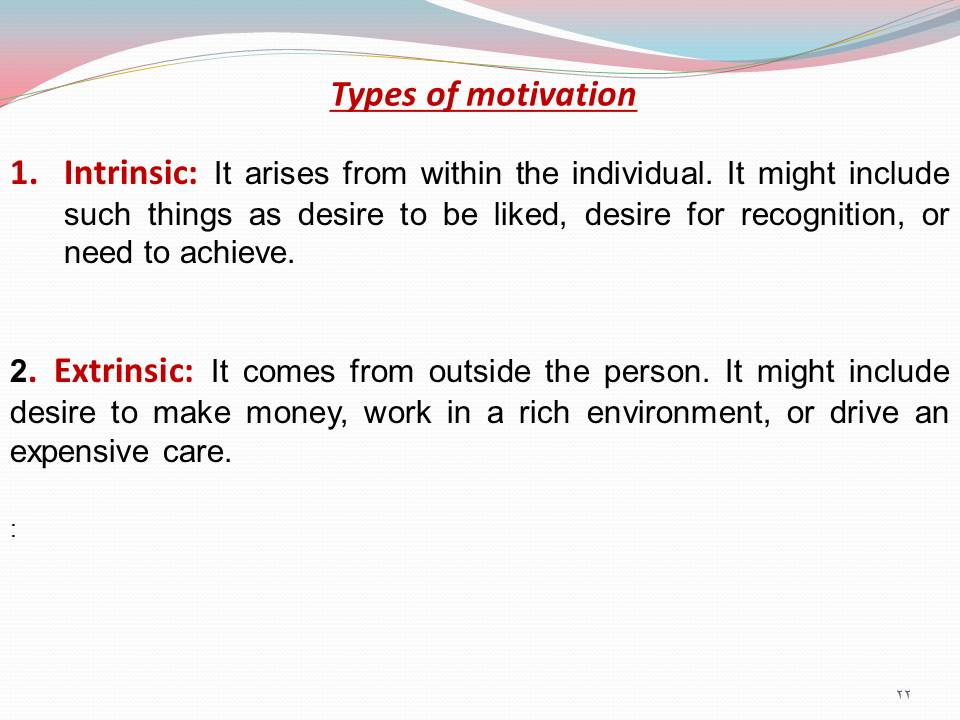 Types of motivation
1. Intrinsic: It arises from within the individual. It might include
such things as desire to be liked, desire for recognition, or
need to achieve.
2. Extrinsic: It comes from outside the person. It might include
desire to make money, work in a rich environment, or drive an
expensive care.
:
٢٢